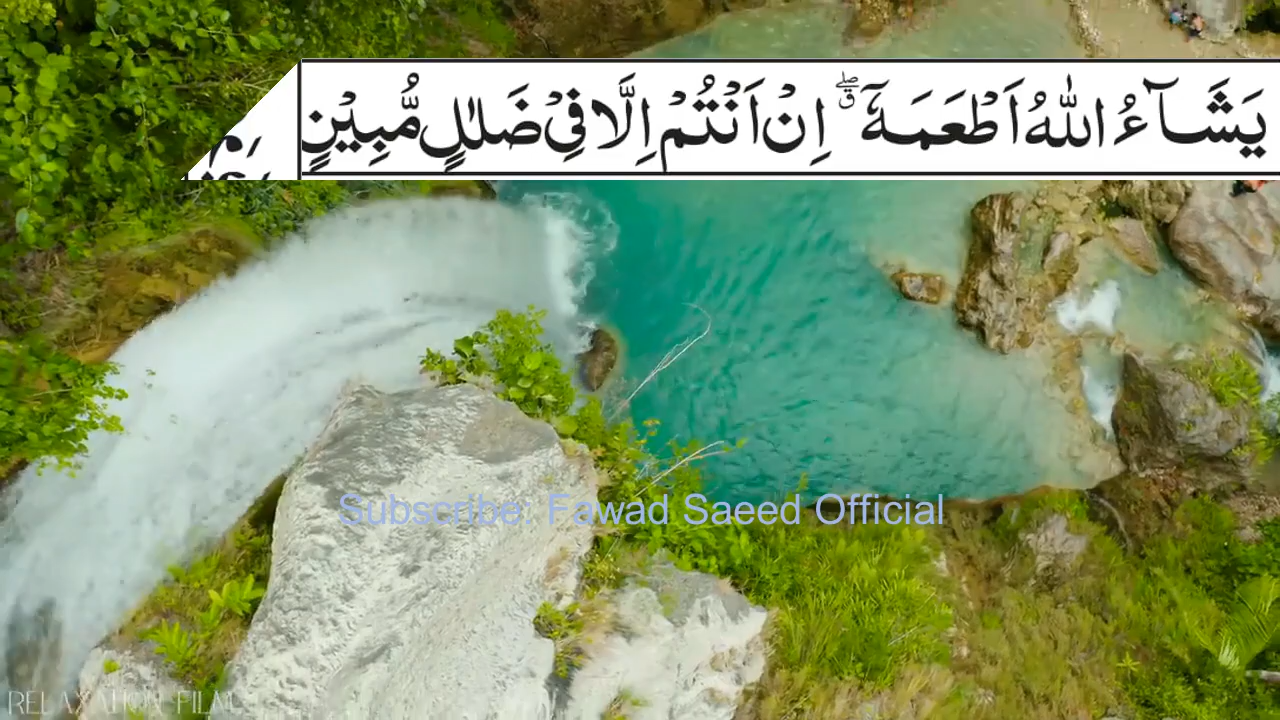 يَشَآءُ اللّٰهُ اَطْعَمَهٗۤ ۖۗ اِنْ اَنْتُمْ اِلَّا فِيْ ضَلٰلٍ مُّبِيْنٍ
Subscribe: Fawad Saeed Official
RELAXATION FILM